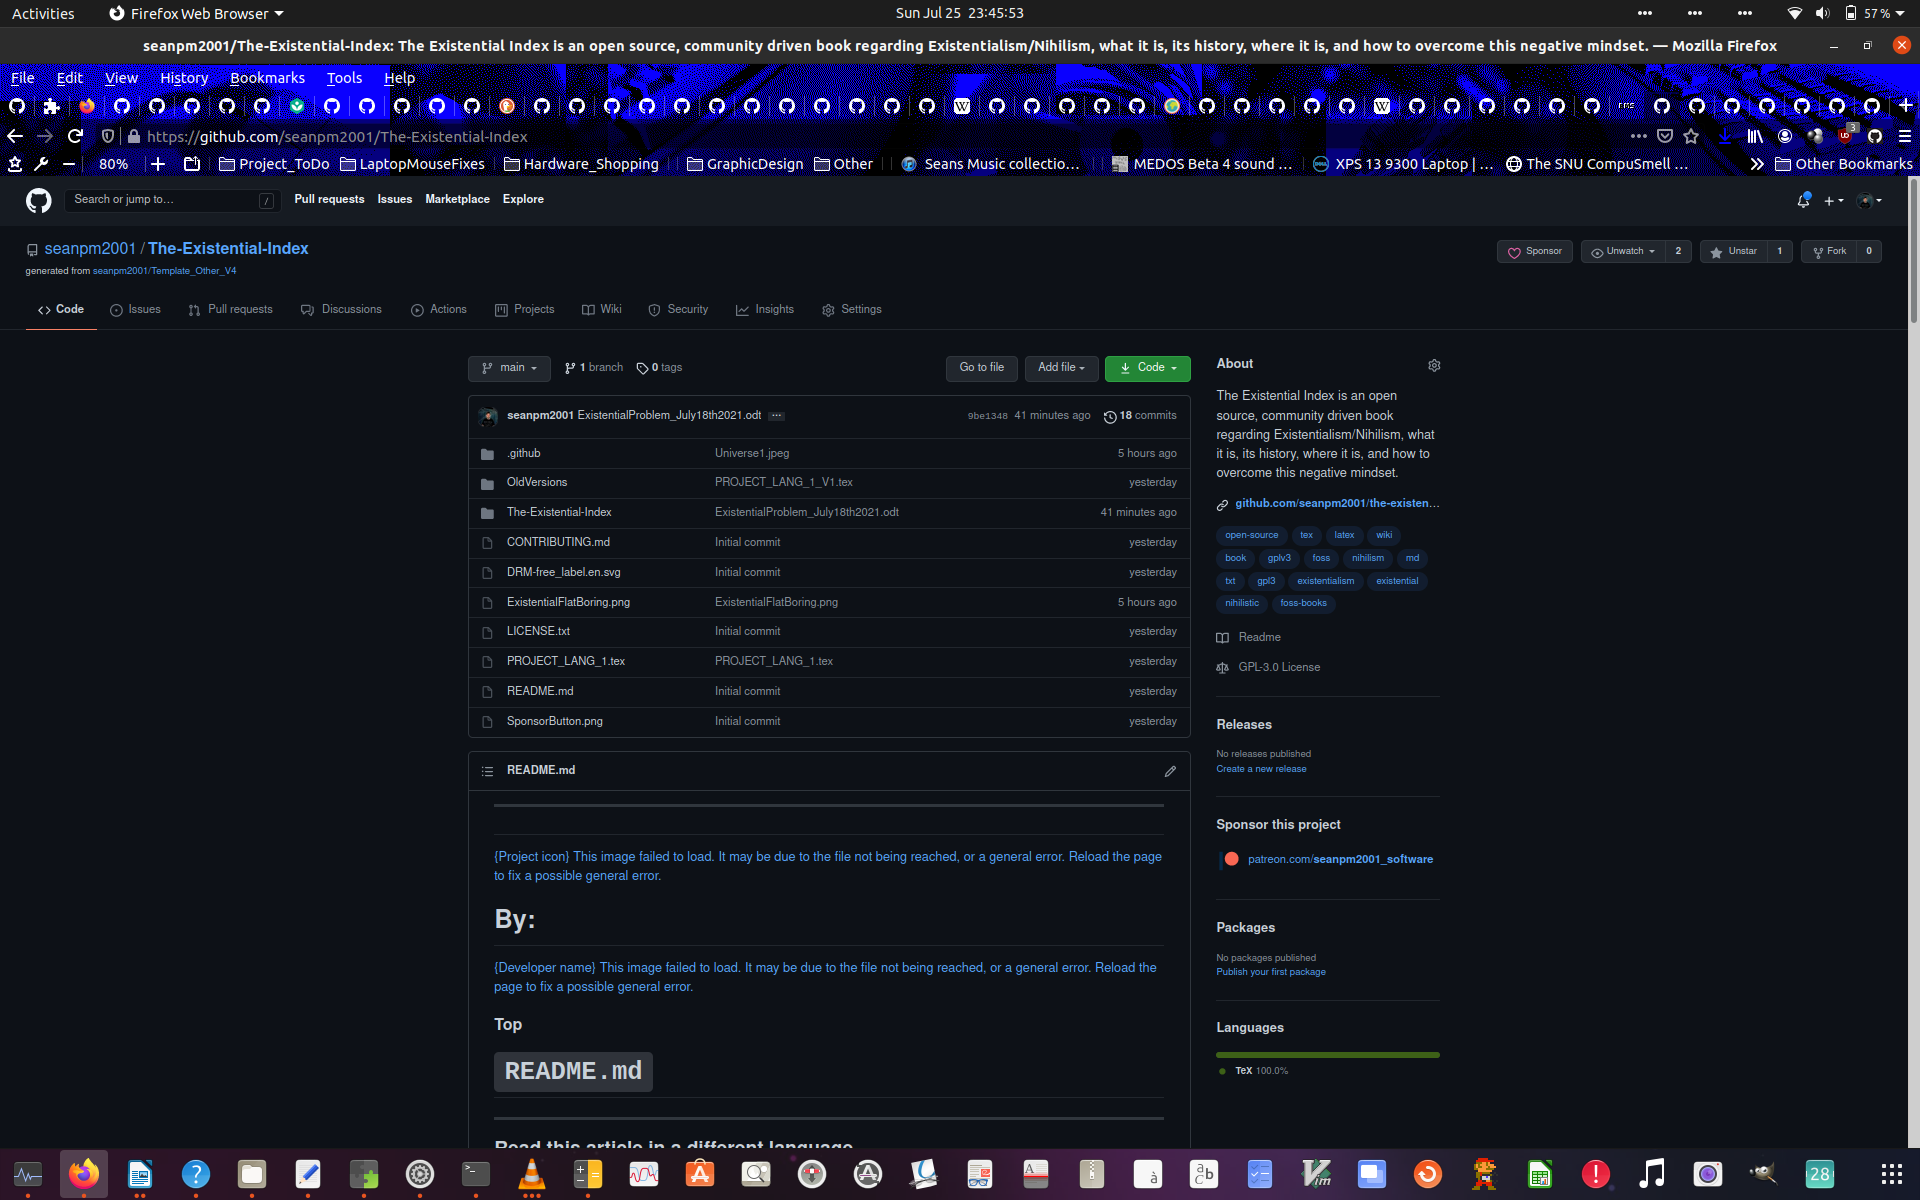 Activities Firefox Web Browser Sun Jul 25 23:45:53 57 %
seanpm2001/The-Existential-Index: The Existential Index is an open source, community driven book regarding Existentialism/Nihilism, what it is, its history, where it is, and how to overcome this negative mindset. — Mozilla Firefox
File Edit View History Bookmarks Tools Help
https://github.com/seanpm2001/The-Existential-Index 3
80% Project_ToDo LaptopMouseFixes Hardware_Shopping GraphicDesign Other Seans Music collectio… MEDOS Beta 4 sound … XPS 13 9300 Laptop | … The SNU CompuSmell … Other Bookmarks
Search or jump to… / Pull requests Issues Marketplace Explore
seanpm2001 / The-Existential-Index Sponsor Unwatch 2 Unstar 1 Fork 0
generated from seanpm2001/Template_Other_V4
Code Issues Pull requests Discussions Actions Projects Wiki Security Insights Settings
main 1 branch 0 tags Go to file Add file Code
seanpm2001 ExistentialProblem_July18th2021.odt ... 9be1348 41 minutes ago 18 commits
.github Universe1.jpeg 5 hours ago
OldVersions PROJECT_LANG_1_V1.tex yesterday
The-Existential-Index ExistentialProblem_July18th2021.odt 41 minutes ago
CONTRIBUTING.md Initial commit yesterday
DRM-free_label.en.svg Initial commit yesterday
ExistentialFlatBoring.png ExistentialFlatBoring.png 5 hours ago
LICENSE.txt Initial commit yesterday
PROJECT_LANG_1.tex PROJECT_LANG_1.tex yesterday
README.md Initial commit yesterday
SponsorButton.png Initial commit yesterday
README.md
{Project icon} This image failed to load. It may be due to the file not being reached, or a general error. Reload the page
to fix a possible general error.
By:
{Developer name} This image failed to load. It may be due to the file not being reached, or a general error. Reload the
page to fix a possible general error.
Top
README.md
Read this article in a different language
About
The Existential Index is an open
source, community driven book
regarding Existentialism/Nihilism, what
it is, its history, where it is, and how to
overcome this negative mindset.
github.com/seanpm2001/the-existen…
open-source tex latex wiki
book gplv3 foss nihilism md
txt gpl3 existentialism existential
nihilistic foss-books
Readme
GPL-3.0 License
Releases
No releases published
Create a new release
Sponsor this project
patreon.com/seanpm2001_software
Packages
No packages published
Publish your first package
Languages
TeX 100.0%
28